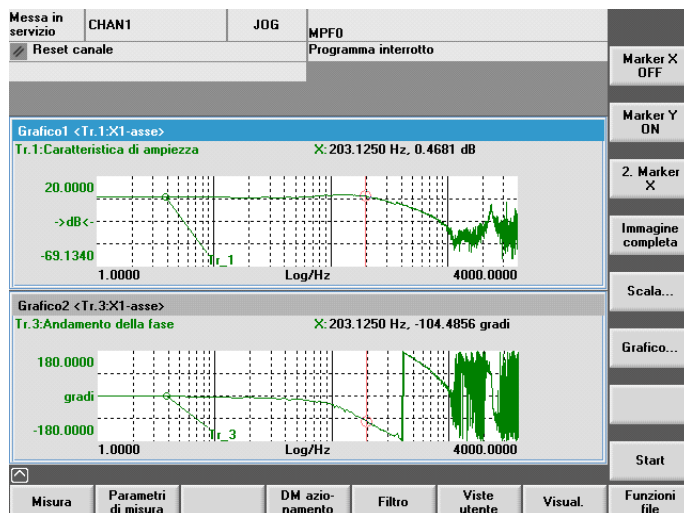 Messa in
servizio
CHAN1
JOG
MPF0
Reset canale
Programma interrotto
Marker X
OFF
Marker Y
ON
2. Marker
X
Immagine
completa
Scala...
Grafico...
Start
Grafico1 <Tr.1:X1-asse>
Tr.1:Caratteristica di ampiezza
X: 203.1250 Hz, 0.4681 dB
20.0000
->dB<-
-69.1340
Tr_1
1.0000
Log/Hz
4000.0000
Grafico2 <Tr.3:X1-asse>
Tr.3:Andamento della fase
X: 203.1250 Hz, -104.4856 gradi
180.0000
gradi
-180.0000
Tr_3
1.0000
Log/Hz
4000.0000
Misura
Parametri
di misura
DM azio-
namento
Filtro
Viste
utente
Visual.
Funzioni
file